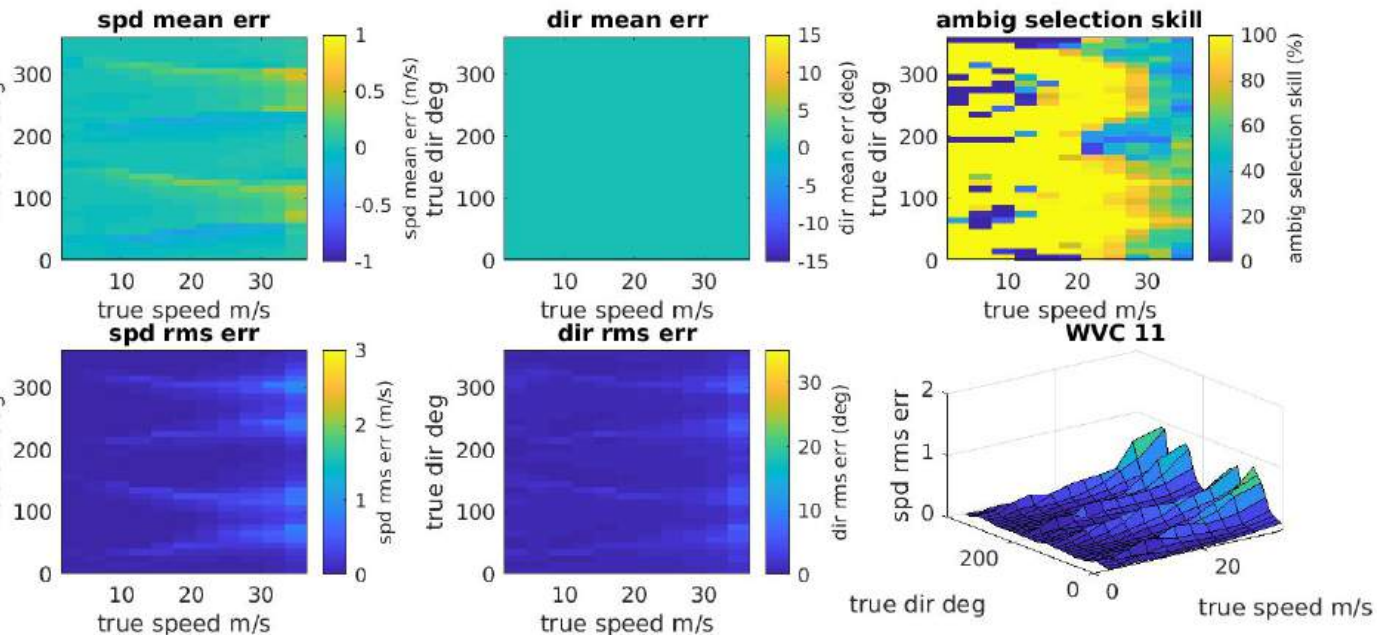 spd mean err
300
200
100
0
10 20 30
true speed m/s
1
0.5
0
-0.5
-1
spd mean err (m/s)
dir mean err
true dir deg
300
200
100
0
10 20 30
true speed m/s
15
10
5
0
-5
-10
-15
dir mean err (deg)
ambig selection skill
true dir deg
300
200
100
0
10 20 30
true speed m/s
100
80
60
40
20
0
ambig selection skill (%)
spd rms err
300
200
100
0
10 20 30
true speed m/s
3
2
1
0
spd rms err (m/s)
dir rms err
true dir deg
300
200
100
0
10 20 30
true speed m/s
30
20
10
0
dir rms err (deg)
WVC 11
spd rms err
2
1
0
200
0
true dir deg
0
20
true speed m/s